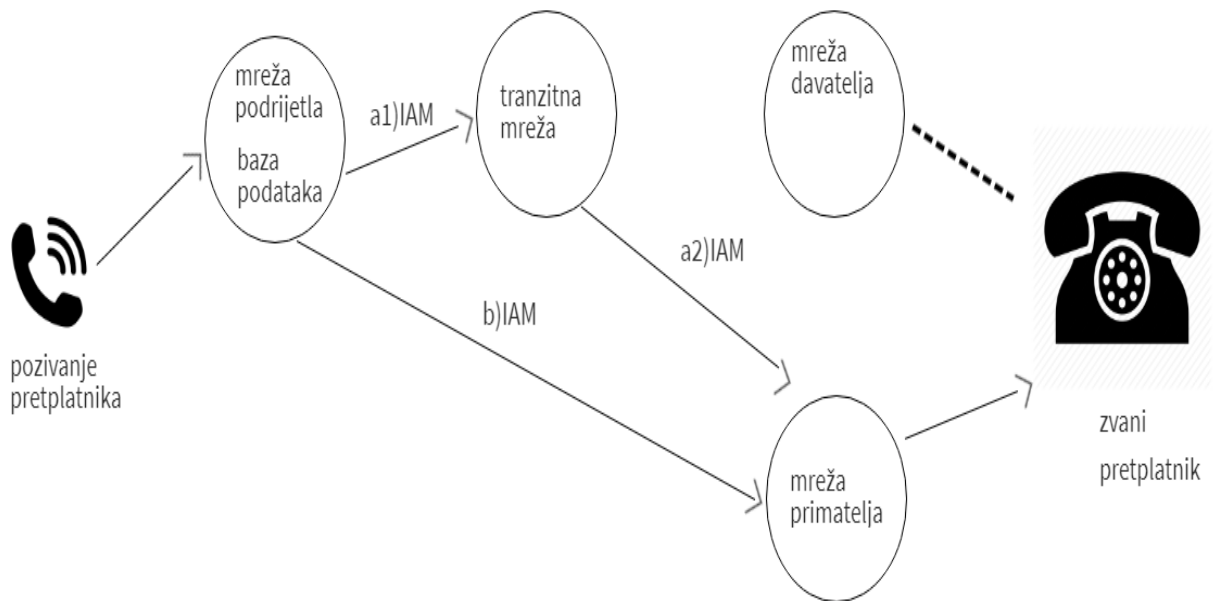 mreža
podrijetla
baza
podataka
a1)IAM
tranzitna
mreža
mreža
davatelja
a2)IAM
b)IAM
pozivanje
pretplatnika
zvani
pretplatnik
mreža
primatelja